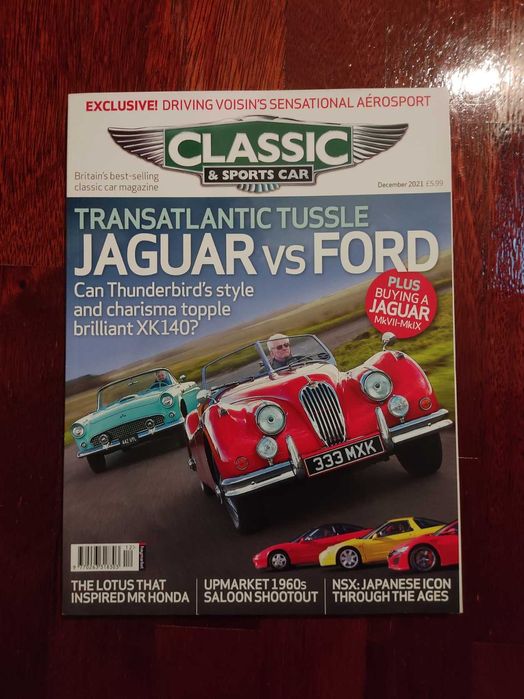 EXCLUSIVE! DRIVING VOISIN'S SENSATIONAL AÉROSPORT
CLASSIC
& SPORTS CAR
Britain's best-selling
classic car magazine
December 2021 £5.99
TRANSATLANTIC TUSSLE
JAGUAR vs FORD
Can Thunderbird's style
and charisma topple
brilliant XK140?
PLUS
BUYING A
JAGUAR
MkVII-MkIX
333 MXK
THE LOTUS THAT
INSPIRED MR HONDA
UPMARKET 1960s
SALOON SHOOTOUT
NSX: JAPANESE ICON
THROUGH THE AGES